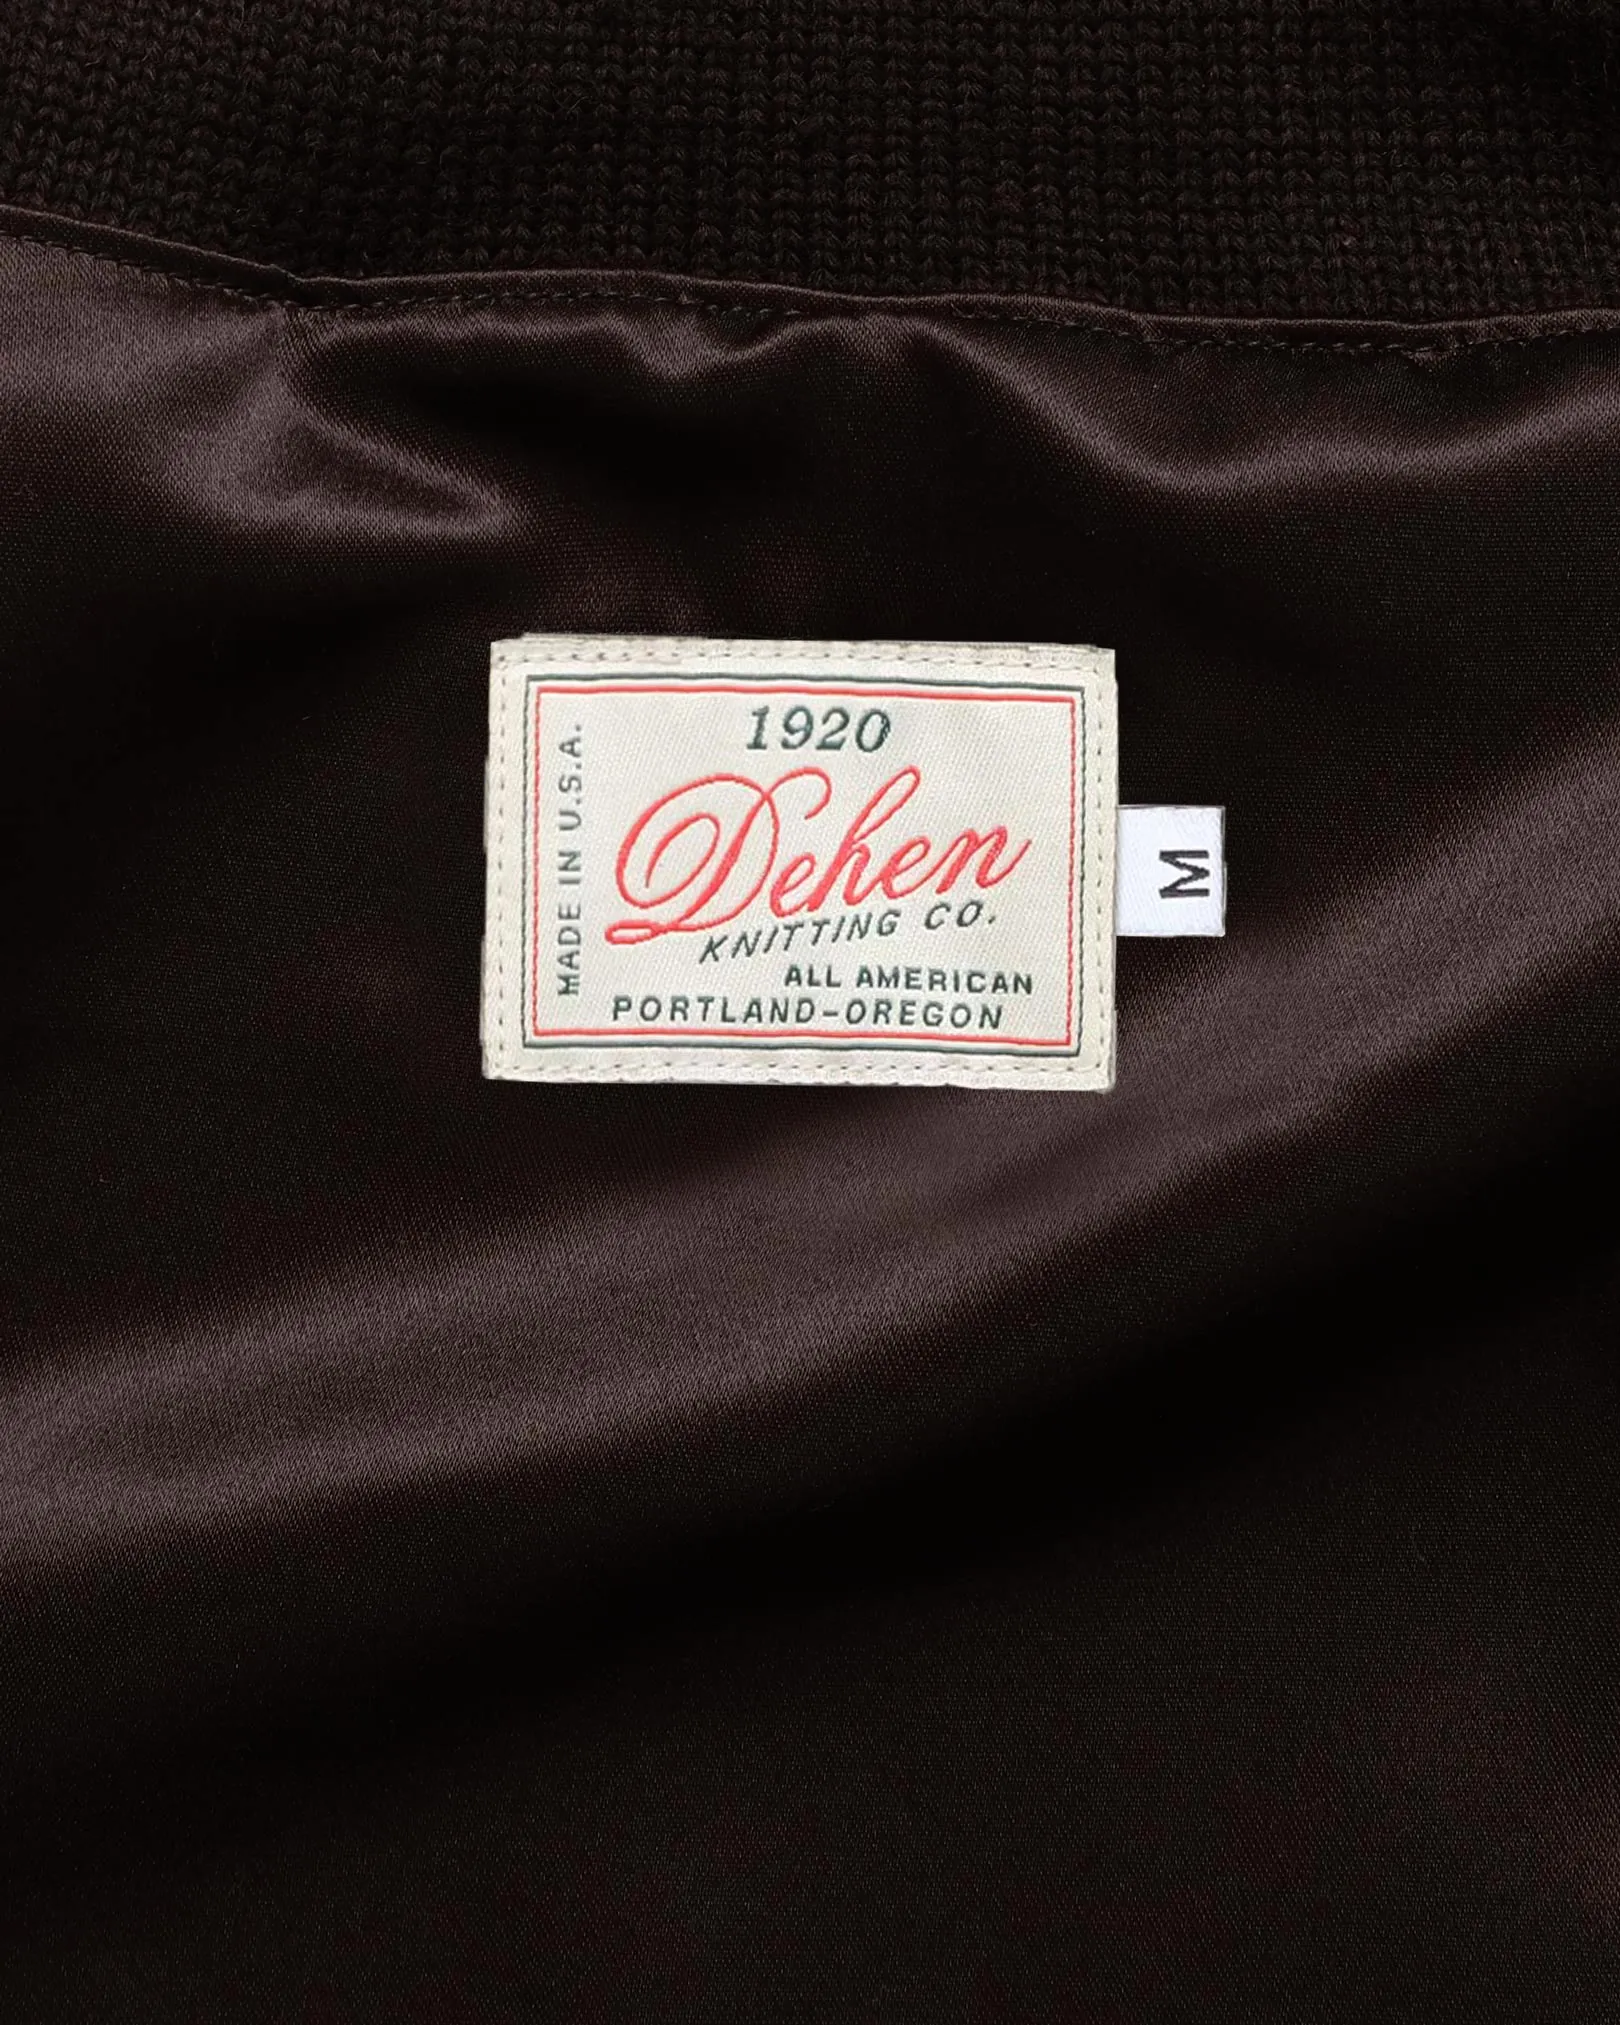 1920
Dehen
KNITTING CO.
ALL AMERICAN
PORTLAND-OREGON
MADE IN U.S.A.
M